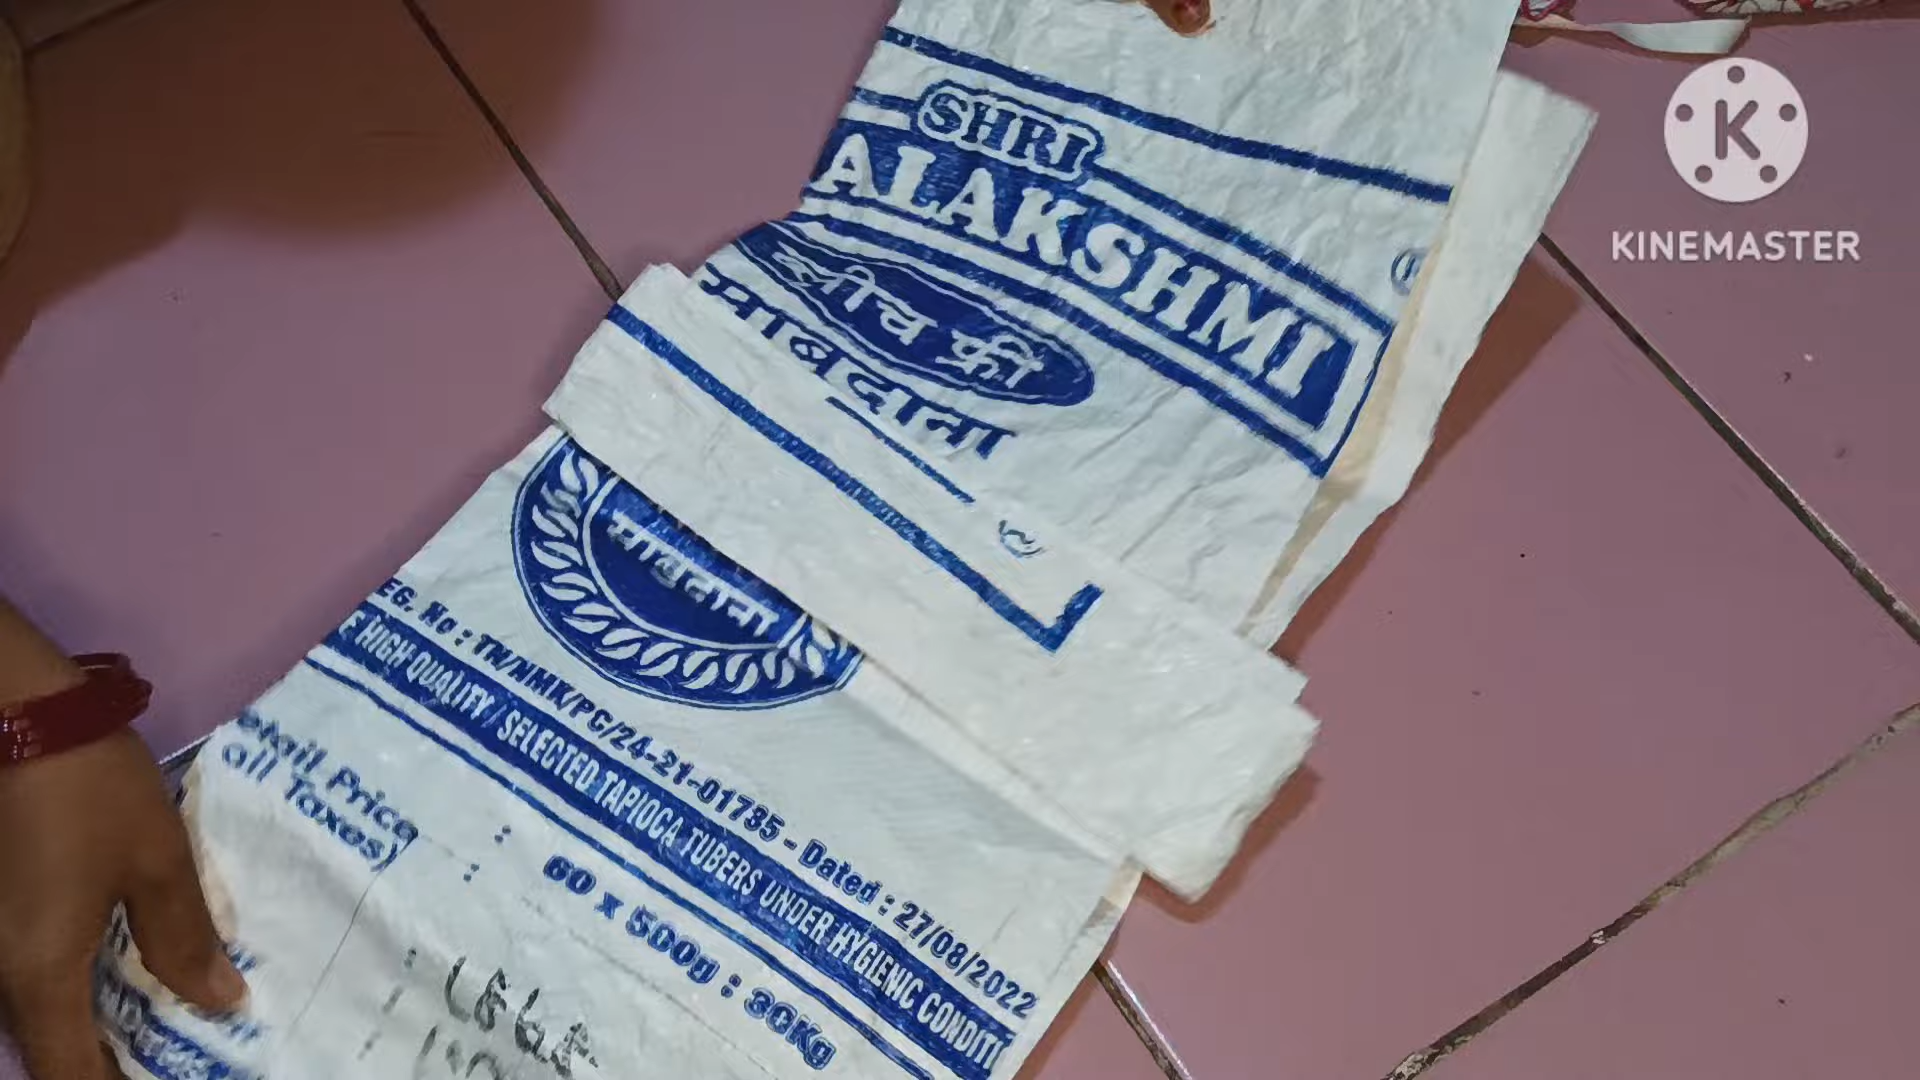 SHRI
ALAKSHMI
फ्री
साबुदाना
EG. No : TN/NMK/PC/24-21-01735 - Dated : 27/08/2022
E HIGH QUALITY / SELECTED TAPIOCA TUBERS UNDER HYGIENIC CONDITI
etail Price :
all Taxes) :
60 x 500g : 30Kg
K
KINEMASTER